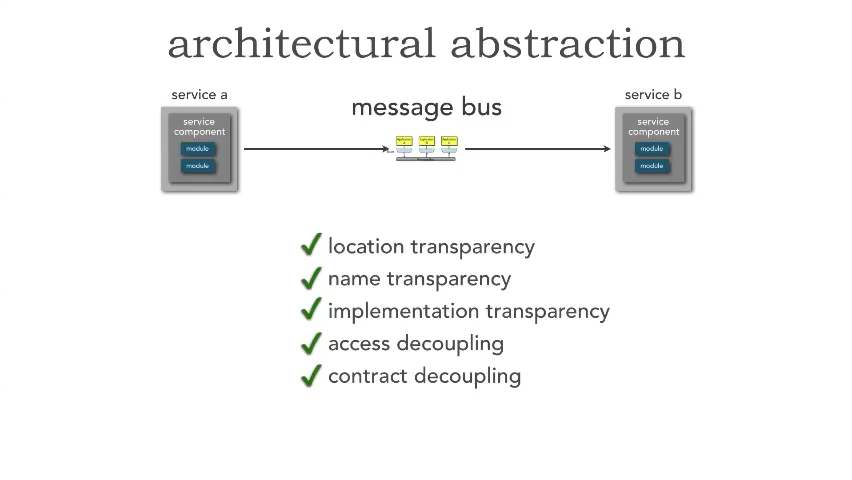 architectural abstraction
service a
message bus
service b
service
component
module
module
service
component
module
module
location transparency
name transparency
implementation transparency
access decoupling
contract decoupling